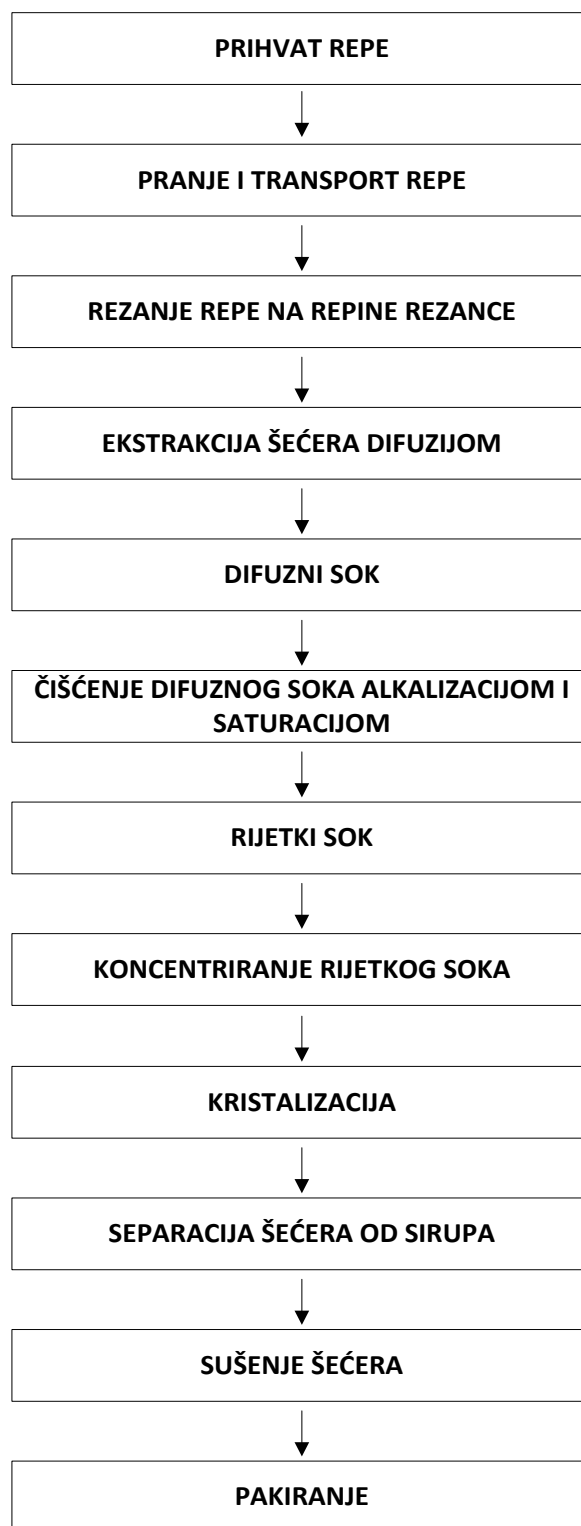 PRIHVAT REPE
PRANJE I TRANSPORT REPE
REZANJE REPE NA REPINE REZANCE
EKSTRAKCIJA ŠEĆERA DIFUZIJOM
DIFUZNI SOK
ČIŠĆENJE DIFUZNOG SOKA ALKALIZACIJOM I
SATURACIJOM
RIJETKI SOK
KONCENTRIRANJE RIJETKOG SOKA
KRISTALIZACIJA
SEPARACIJA ŠEĆERA OD SIRUPA
SUŠENJE ŠEĆERA
PAKIRANJE